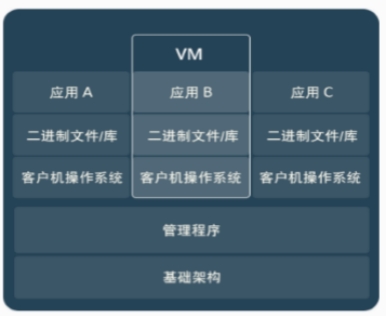 VM
应用 A 应用 B 应用 C
二进制文件/库 二进制文件/库 二进制文件/库
客户机操作系统 客户机操作系统 客户机操作系统
管理程序
基础架构